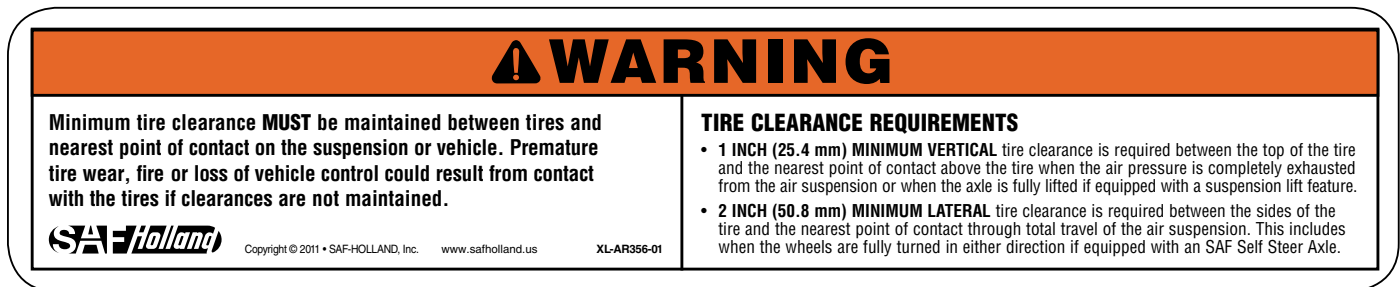 WARNING
Minimum tire clearance MUST be maintained between tires and
nearest point of contact on the suspension or vehicle. Premature
tire wear, fire or loss of vehicle control could result from contact
with the tires if clearances are not maintained.
SAF Holland
Copyright © 2011 • SAF-HOLLAND, Inc. www.safholland.us XL-AR356-01
TIRE CLEARANCE REQUIREMENTS
• 1 INCH (25.4 mm) MINIMUM VERTICAL tire clearance is required between the top of the tire
and the nearest point of contact above the tire when the air pressure is completely exhausted
from the air suspension or when the axle is fully lifted if equipped with a suspension lift feature.
• 2 INCH (50.8 mm) MINIMUM LATERAL tire clearance is required between the sides of the
tire and the nearest point of contact through total travel of the air suspension. This includes
when the wheels are fully turned in either direction if equipped with an SAF Self Steer Axle.